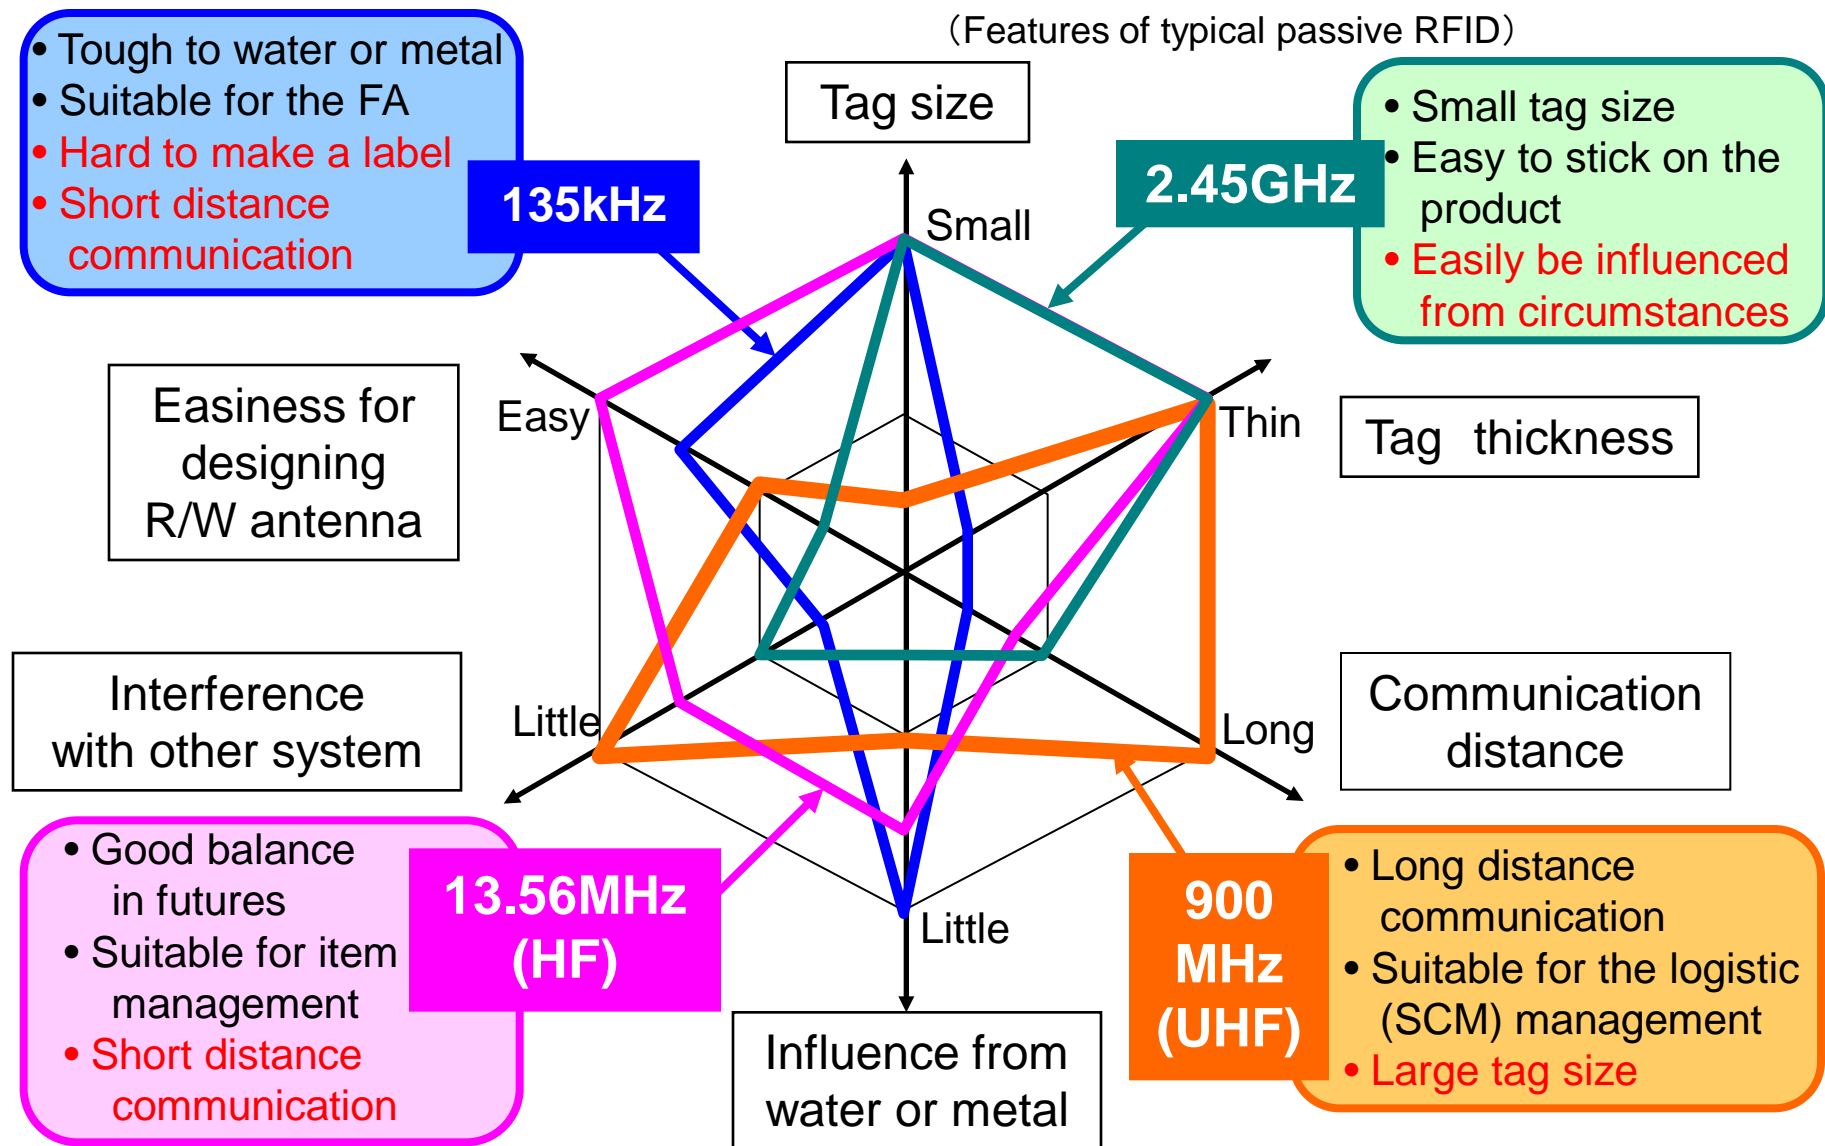 （Features of typical passive RFID）
• Tough to water or metal
• Suitable for the FA
• Hard to make a label
• Short distance
communication
135kHz
Tag size
2.45GHz
• Small tag size
• Easy to stick on the
product
• Easily be influenced
from circumstances
Small
Easiness for
designing
R/W antenna
Easy
Thin
Tag thickness
Interference
with other system
Little
Long
Communication
distance
• Good balance
in futures
• Suitable for item
management
• Short distance
communication
13.56MHz
(HF)
Little
Influence from
water or metal
900
MHz
(UHF)
• Long distance
communication
• Suitable for the logistic
(SCM) management
• Large tag size